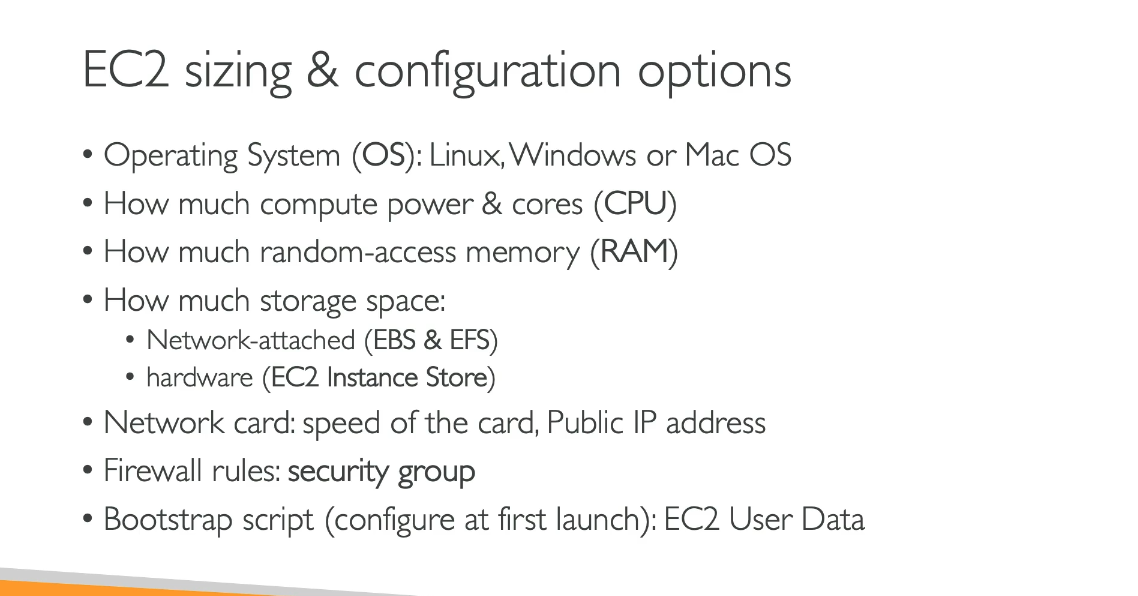 EC2 sizing & configuration options
• Operating System (OS): Linux, Windows or Mac OS
• How much compute power & cores (CPU)
• How much random-access memory (RAM)
• How much storage space:
• Network-attached (EBS & EFS)
• hardware (EC2 Instance Store)
• Network card: speed of the card, Public IP address
• Firewall rules: security group
• Bootstrap script (configure at first launch): EC2 User Data